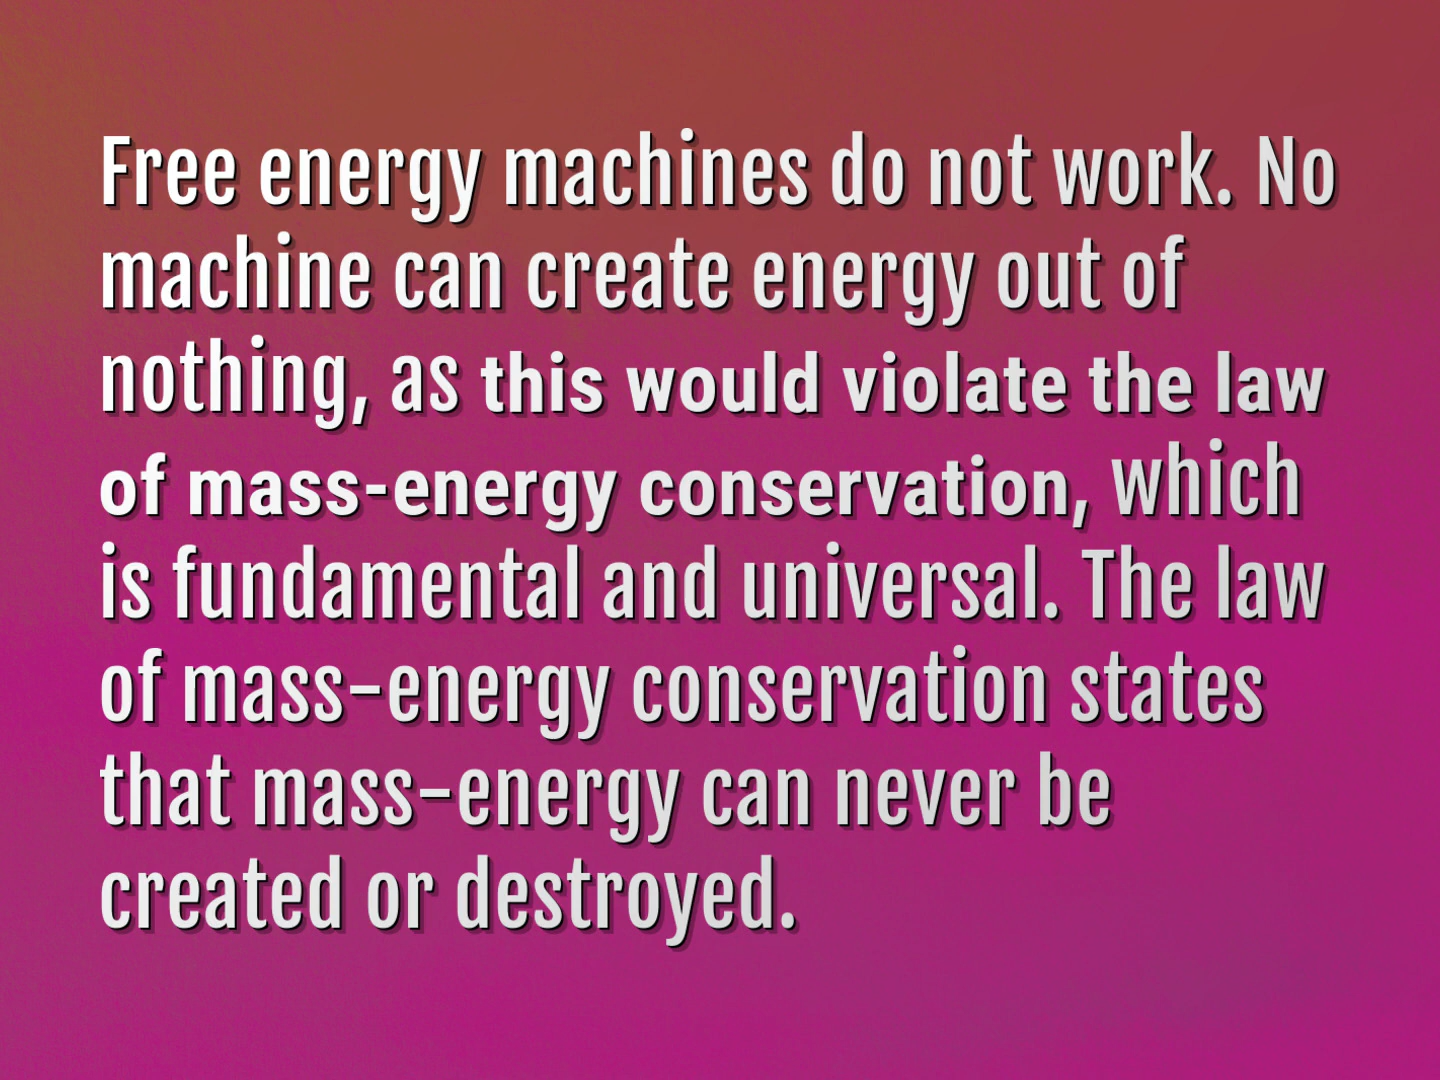 Free energy machines do not work. No
machine can create energy out of
nothing, as this would violate the law
of mass-energy conservation, which
is fundamental and universal. The law
of mass-energy conservation states
that mass-energy can never be
created or destroyed.